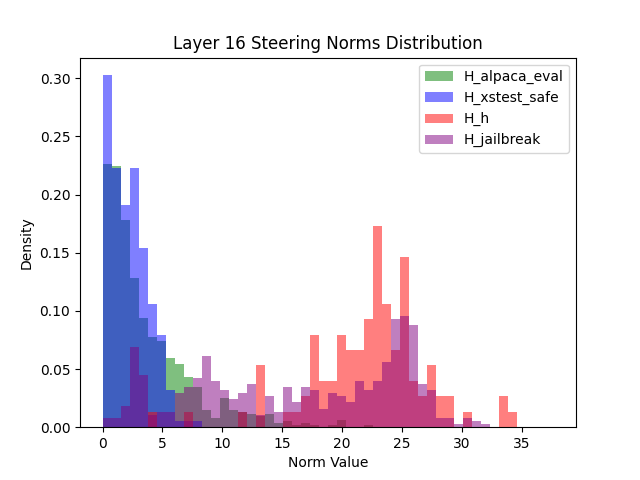 Layer 16 Steering Norms Distribution
H_alpaca_eval
H_xstest_safe
H_h
H_jailbreak
0.30
0.25
0.20
0.15
0.10
0.05
0.00
Density
0 5 10 15 20 25 30 35
Norm Value